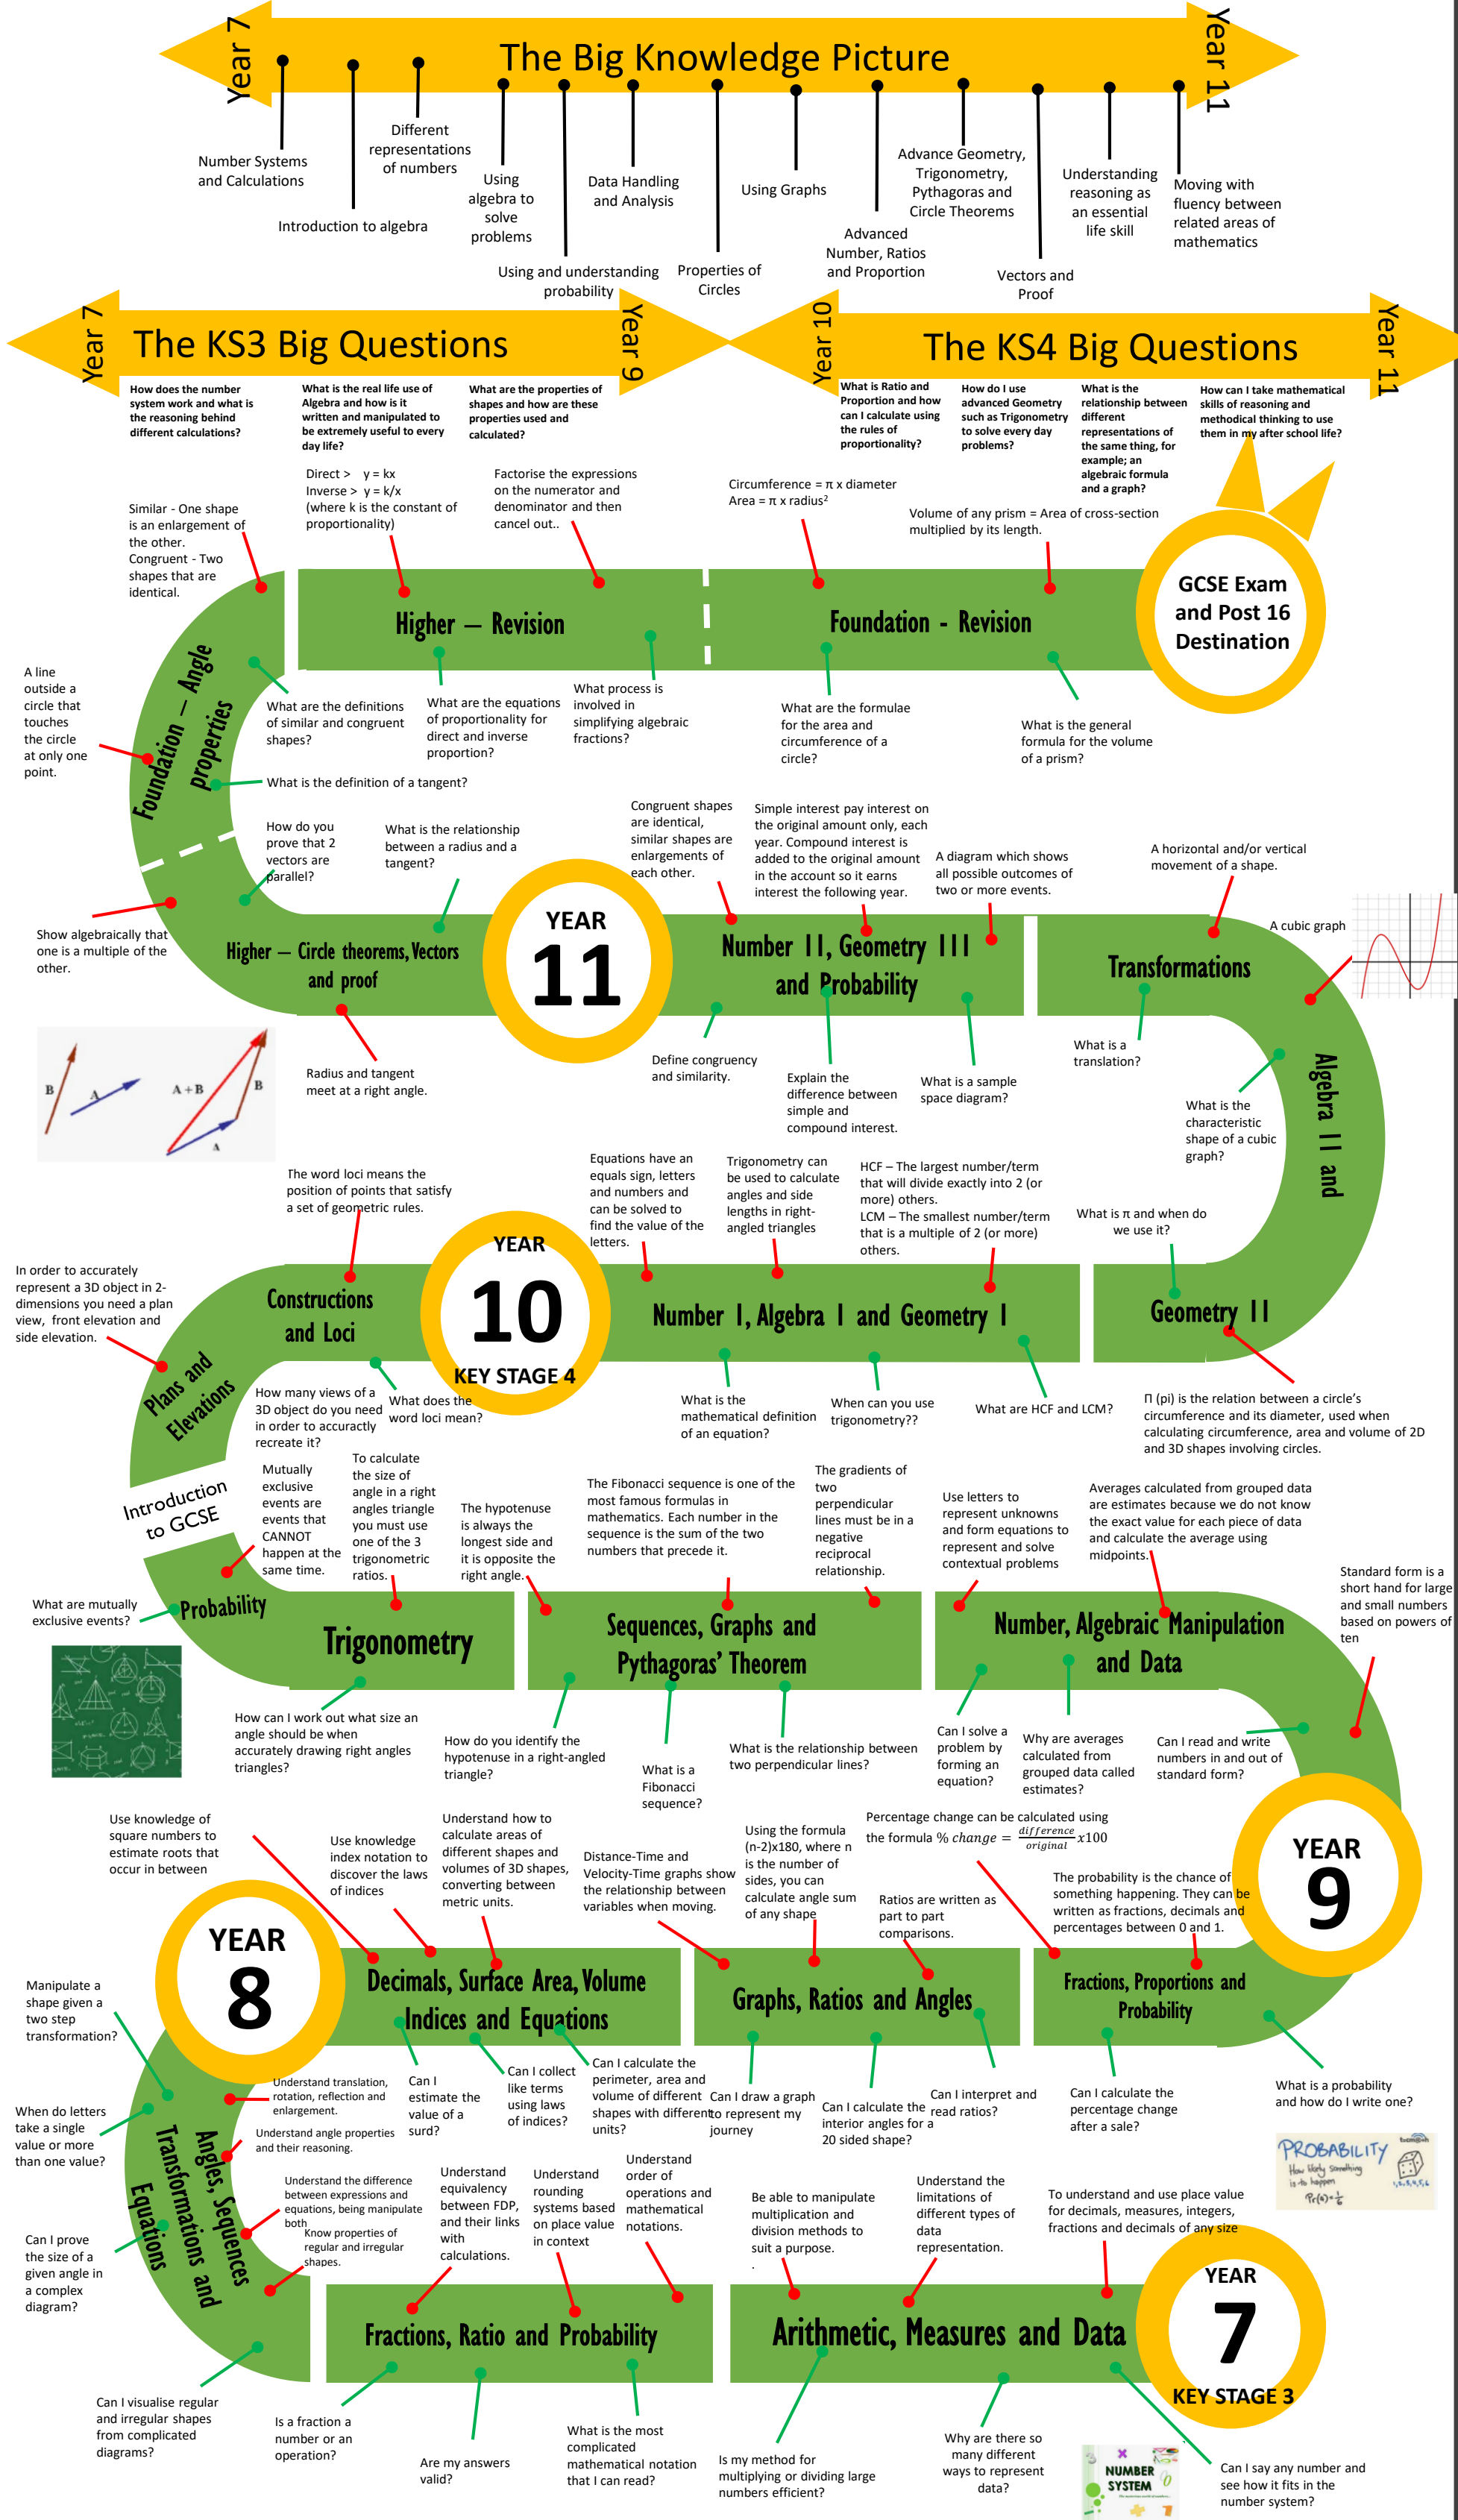 Year 7
The Big Knowledge Picture
Year 11
Number Systems
and Calculations
Introduction to algebra
Different
representations
of numbers
Using
algebra to
solve
problems
Using and understanding
probability
Data Handling
and Analysis
Properties of
Circles
Using Graphs
Advanced
Number, Ratios
and Proportion
Advance Geometry,
Trigonometry,
Pythagoras and
Circle Theorems
Vectors and
Proof
Understanding
reasoning as
an essential
life skill
Moving with
fluency between
related areas of
mathematics
Year 7
The KS3 Big Questions
Year 9
Year 10
The KS4 Big Questions
Year 11
How does the number
system work and what is
the reasoning behind
different calculations?
What is the real life use of
Algebra and how is it
written and manipulated to
be extremely useful to every
day life?
What are the properties of
shapes and how are these
properties used and
calculated?
What is Ratio and
Proportion and how
can I calculate using
the rules of
proportionality?
How do I use
advanced Geometry
such as Trigonometry
to solve every day
problems?
What is the
relationship between
different
representations of
the same thing, for
example; an
algebraic formula
and a graph?
How can I take mathematical
skills of reasoning and
methodical thinking to use
them in my after school life?
Similar - One shape
is an enlargement of
the other.
Congruent - Two
shapes that are
identical.
Direct > y = kx
Inverse > y = k/x
(where k is the constant of
proportionality)
Factorise the expressions
on the numerator and
denominator and then
cancel out..
Circumference = π x diameter
Area = π x radius²
Volume of any prism = Area of cross-section
multiplied by its length.
Higher – Revision
Foundation - Revision
GCSE Exam
and Post 16
Destination
A line
outside a
circle that
touches
the circle
at only one
point.
Foundation – Angle
properties
What are the definitions
of similar and congruent
shapes?
What are the equations
of proportionality for
direct and inverse
proportion?
What process is
involved in
simplifying algebraic
fractions?
What are the formulae
for the area and
circumference of a
circle?
What is the general
formula for the volume
of a prism?
What is the definition of a tangent?
How do you
prove that 2
vectors are
parallel?
What is the relationship
between a radius and a
tangent?
Congruent shapes
are identical,
similar shapes are
enlargements of
each other.
Simple interest pay interest on
the original amount only, each
year. Compound interest is
added to the original amount
in the account so it earns
interest the following year.
A diagram which shows
all possible outcomes of
two or more events.
A horizontal and/or vertical
movement of a shape.
A cubic graph
Show algebraically that
one is a multiple of the
other.
Higher – Circle theorems, Vectors
and proof
YEAR
11
Number II, Geometry III
and Probability
Transformations
Algebra II and
B
A
A + B
B
A
Radius and tangent
meet at a right angle.
Define congruency
and similarity.
Explain the
difference between
simple and
compound interest.
What is a sample
space diagram?
What is a
translation?
What is the
characteristic
shape of a cubic
graph?
The word loci means the
position of points that satisfy
a set of geometric rules.
Equations have an
equals sign, letters
and numbers and
can be solved to
find the value of the
letters.
Trigonometry can
be used to calculate
angles and side
lengths in right-
angled triangles
HCF – The largest number/term
that will divide exactly into 2 (or
more) others.
LCM – The smallest number/term
that is a multiple of 2 (or more)
others.
What is π and when do
we use it?
In order to accurately
represent a 3D object in 2-
dimensions you need a plan
view, front elevation and
side elevation.
Constructions
and Loci
YEAR
10
KEY STAGE 4
Number I, Algebra I and Geometry I
Geometry II
Plans and
Elevations
How many views of a
3D object do you need
in order to accuractly
recreate it?
What does the
word loci mean?
What is the
mathematical definition
of an equation?
When can you use
trigonometry??
What are HCF and LCM?
Π (pi) is the relation between a circle's
circumference and its diameter, used when
calculating circumference, area and volume of 2D
and 3D shapes involving circles.
Introduction
to GCSE
Mutually
exclusive
events are
events that
CANNOT
happen at the
same time.
To calculate
the size of
angle in a right
angles triangle
you must use
one of the 3
trigonometric
ratios.
The hypotenuse
is always the
longest side and
it is opposite the
right angle.
The Fibonacci sequence is one of the
most famous formulas in
mathematics. Each number in the
sequence is the sum of the two
numbers that precede it.
The gradients of
two
perpendicular
lines must be in a
negative
reciprocal
relationship.
Use letters to
represent unknowns
and form equations to
represent and solve
contextual problems
Averages calculated from grouped data
are estimates because we do not know
the exact value for each piece of data
and calculate the average using
midpoints.
Standard form is a
short hand for large
and small numbers
based on powers of
ten
What are mutually
exclusive events?
Probability
Trigonometry
Sequences, Graphs and
Pythagoras' Theorem
Number, Algebraic Manipulation
and Data
How can I work out what size an
angle should be when
accurately drawing right angles
triangles?
How do you identify the
hypotenuse in a right-angled
triangle?
What is a
Fibonacci
sequence?
What is the relationship between
two perpendicular lines?
Can I solve a
problem by
forming an
equation?
Why are averages
calculated from
grouped data called
estimates?
Can I read and write
numbers in and out of
standard form?
Use knowledge of
square numbers to
estimate roots that
occur in between
Use knowledge
index notation to
discover the laws
of indices
Understand how to
calculate areas of
different shapes and
volumes of 3D shapes,
converting between
metric units.
Distance-Time and
Velocity-Time graphs show
the relationship between
variables when moving.
Using the formula
(n-2)x180, where n
is the number of
sides, you can
calculate angle sum
of any shape
Percentage change can be calculated using
the formula % change = difference/original x100
Ratios are written as
part to part
comparisons.
The probability is the chance of
something happening. They can be
written as fractions, decimals and
percentages between 0 and 1.
YEAR
9
YEAR
8
Decimals, Surface Area, Volume
Indices and Equations
Graphs, Ratios and Angles
Fractions, Proportions and
Probability
Manipulate a
shape given a
two step
transformation?
Understand translation,
rotation, reflection and
enlargement.
Can I
estimate the
value of a
surd?
Can I collect
like terms
using laws
of indices?
Can I calculate the
perimeter, area and
volume of different
shapes with different
units?
Can I draw a graph
to represent my
journey
Can I calculate the
interior angles for a
20 sided shape?
Can I interpret and
read ratios?
Can I calculate the
percentage change
after a sale?
What is a probability
and how do I write one?
PROBABILITY
How likely something
is to happen
1,2,3,4,5,6
When do letters
take a single
value or more
than one value?
Understand angle properties
and their reasoning.
Angles, Sequences
Transformations and
Equations
Understand the difference
between expressions and
equations, being manipulate
both
Know properties of
regular and irregular
shapes.
Understand
equivalency
between FDP,
and their links
with
calculations.
Understand
rounding
systems based
on place value
in context
Understand
order of
operations and
mathematical
notations.
Be able to manipulate
multiplication and
division methods to
suit a purpose.
.
Understand the
limitations of
different types of
data
representation.
To understand and use place value
for decimals, measures, integers,
fractions and decimals of any size
Can I prove
the size of a
given angle in
a complex
diagram?
Fractions, Ratio and Probability
Arithmetic, Measures and Data
YEAR
7
KEY STAGE 3
Can I visualise regular
and irregular shapes
from complicated
diagrams?
Is a fraction a
number or an
operation?
Are my answers
valid?
What is the most
complicated
mathematical notation
that I can read?
Is my method for
multiplying or dividing large
numbers efficient?
Why are there so
many different
ways to represent
data?
NUMBER
SYSTEM
Can I say any number and
see how it fits in the
number system?